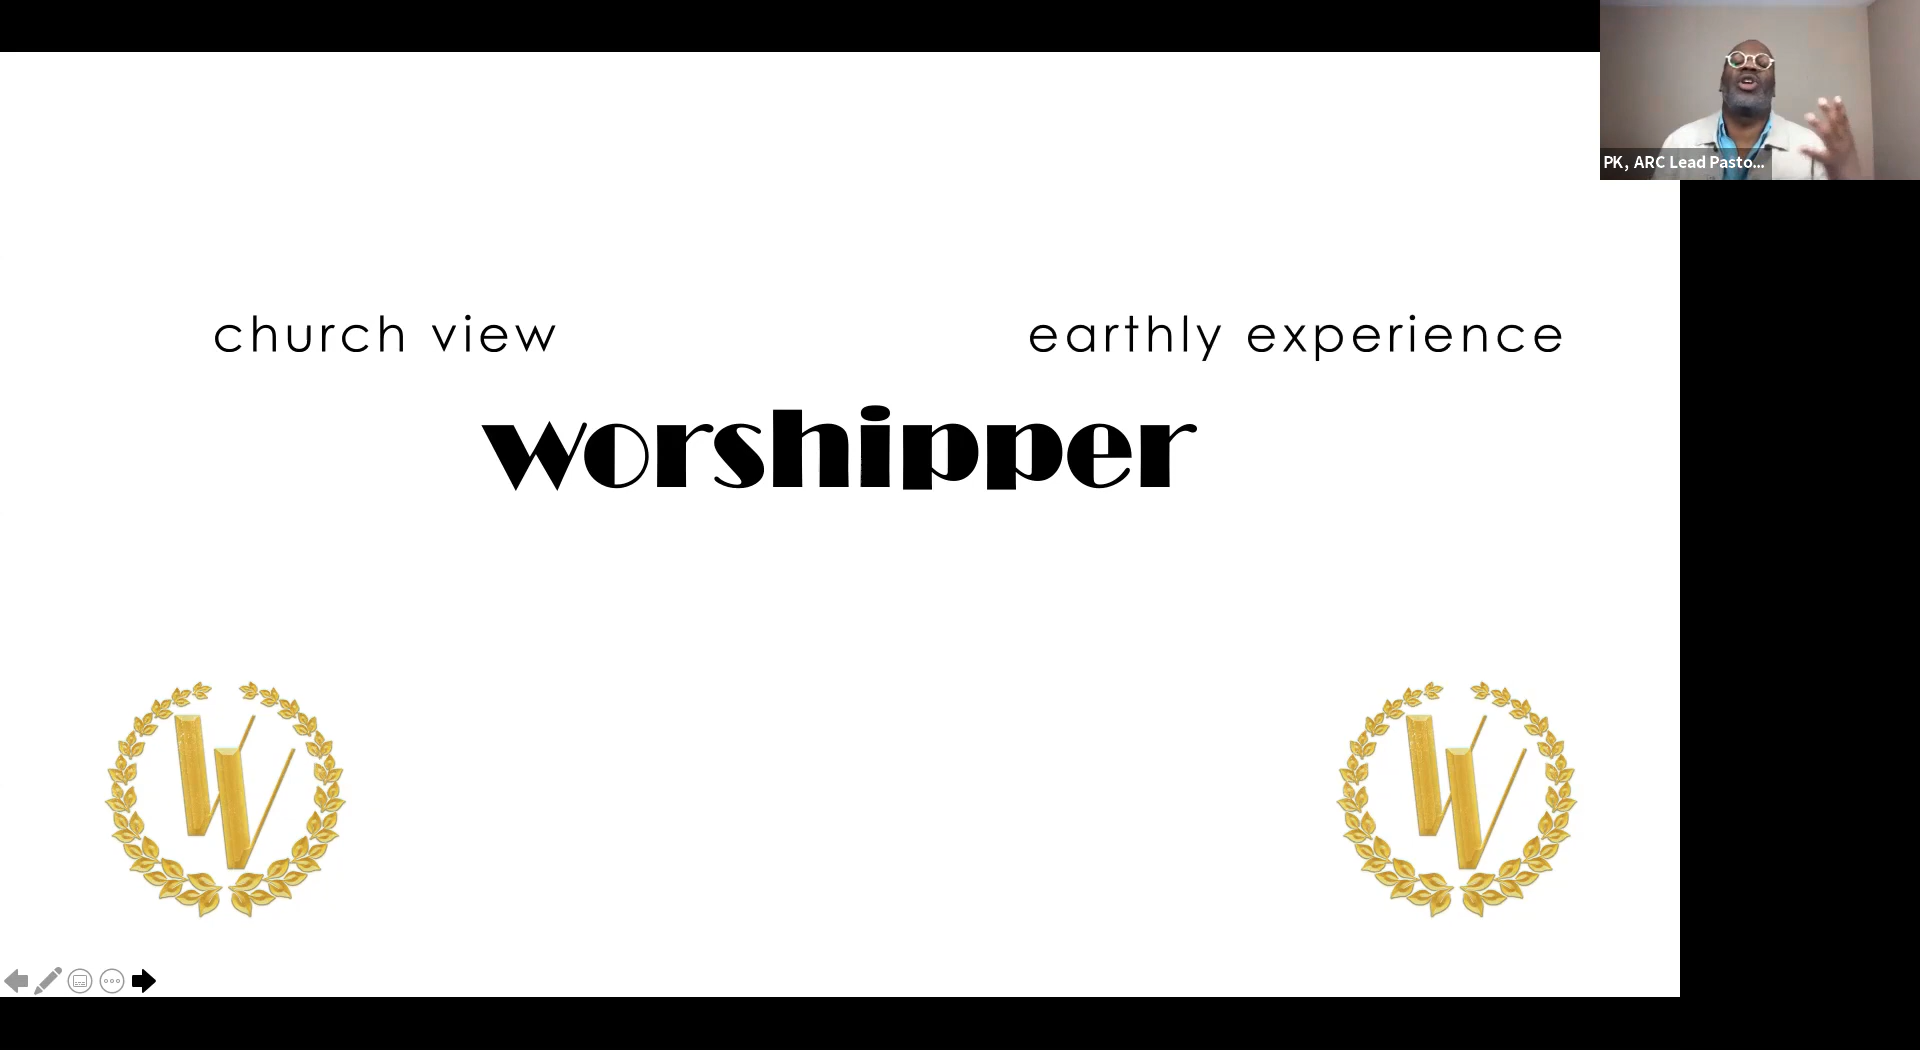 PK, ARC Lead Pasto...
church view
earthly experience
worshipper
W
W